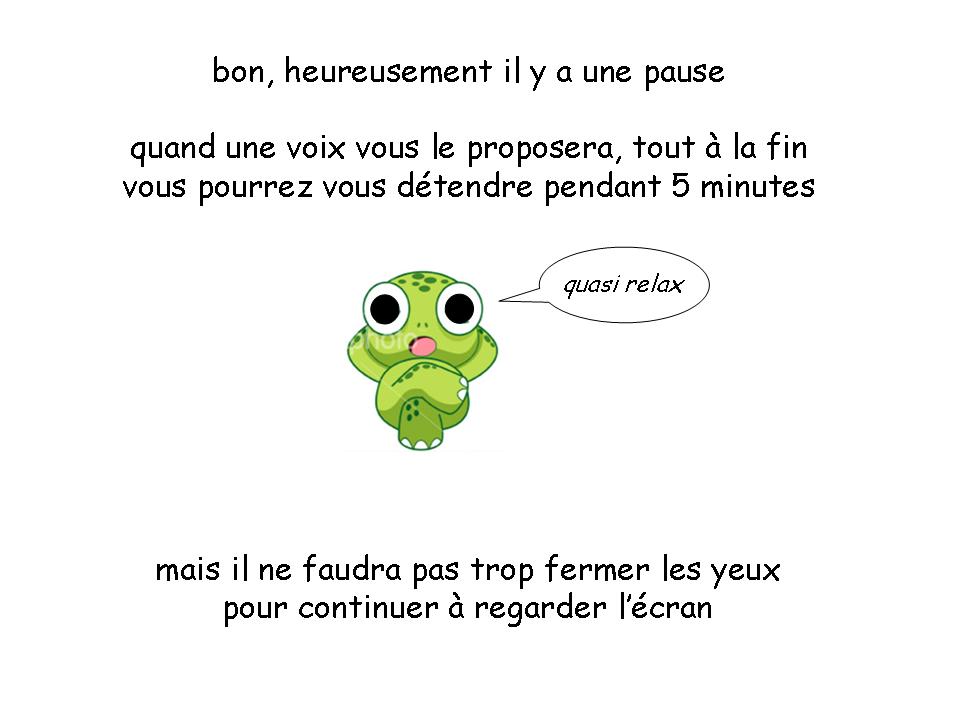 bon, heureusement il y a une pause
quand une voix vous le proposera, tout à la fin
vous pourrez vous détendre pendant 5 minutes
quasi relax
photo
mais il ne faudra pas trop fermer les yeux
pour continuer à regarder l'écran